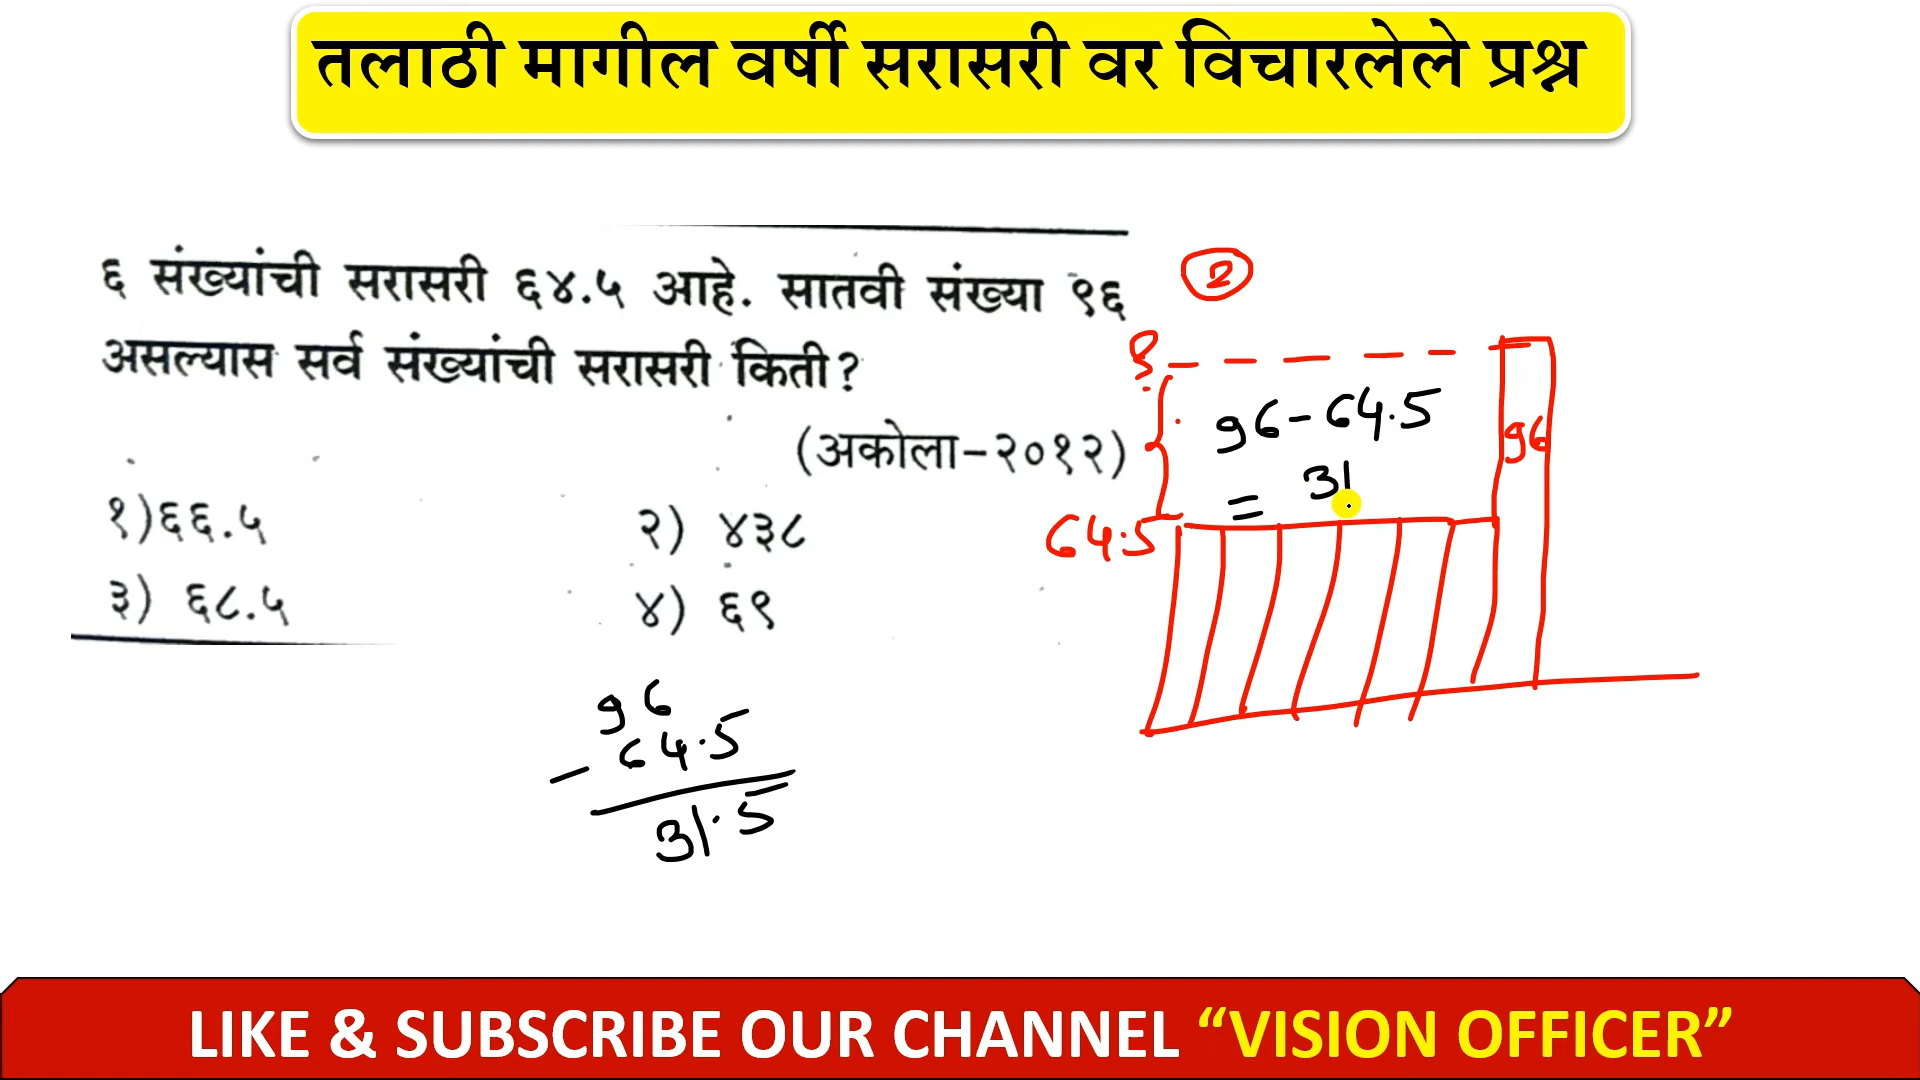 तलाठी मागील वर्षी सरासरी वर विचारलेले प्रश्न
६ संख्यांची सरासरी ६४.५ आहे. सातवी संख्या ९६
असल्यास सर्व संख्यांची सरासरी किती?
(अकोला-२०१२)
१)६६.५
२) ४३८
३) ६८.५
४) ६९
2
?
96-64.5
96
= 31
64.5
96
- 64.5
31.5
LIKE & SUBSCRIBE OUR CHANNEL “VISION OFFICER”